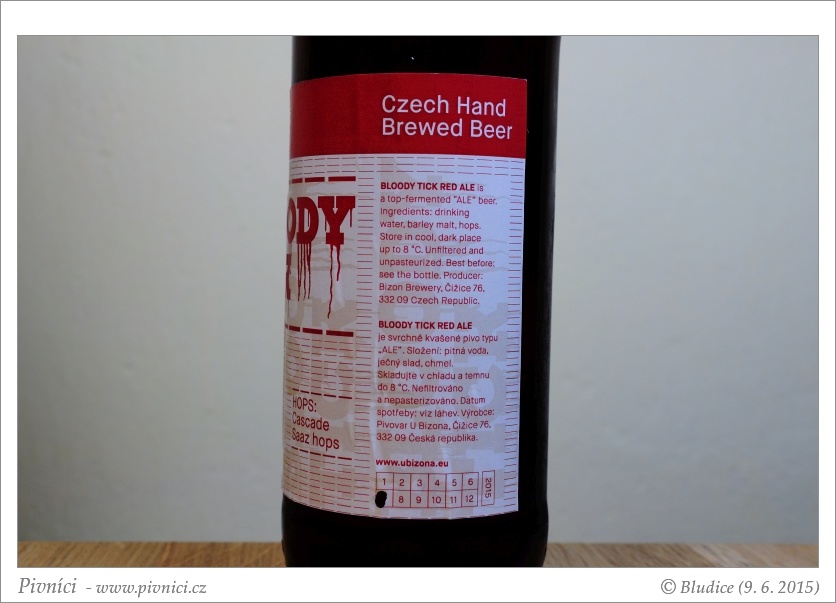 Czech Hand
Brewed Beer
ODY
BLOODY TICK RED ALE is
a top-fermented "ALE" beer.
Ingredients: drinking
water, barley malt, hops.
Store in cool, dark place
up to 8 °C. Unfiltered and
unpasteurized. Best before:
see the bottle. Producer:
Bizon Brewery, Čižice 76,
332 09 Czech Republic.
BLOODY TICK RED ALE
je svrchně kvašené pivo typu
„ALE“. Složení: pitná voda,
ječný slad, chmel.
Skladujte v chladu a temnu
do 8 °C. Nefiltrováno
a nepasterizováno. Datum
spotřeby: viz láhev. Výrobce:
Pivovar U Bizona, Čižice 76,
332 09 Česká republika.
HOPS:
Cascade
Saaz hops
www.ubizona.eu
1 2 3 4 5 6
8 9 10 11 12
2015
Pivníci - www.pivnici.cz
© Bludice (9. 6. 2015)